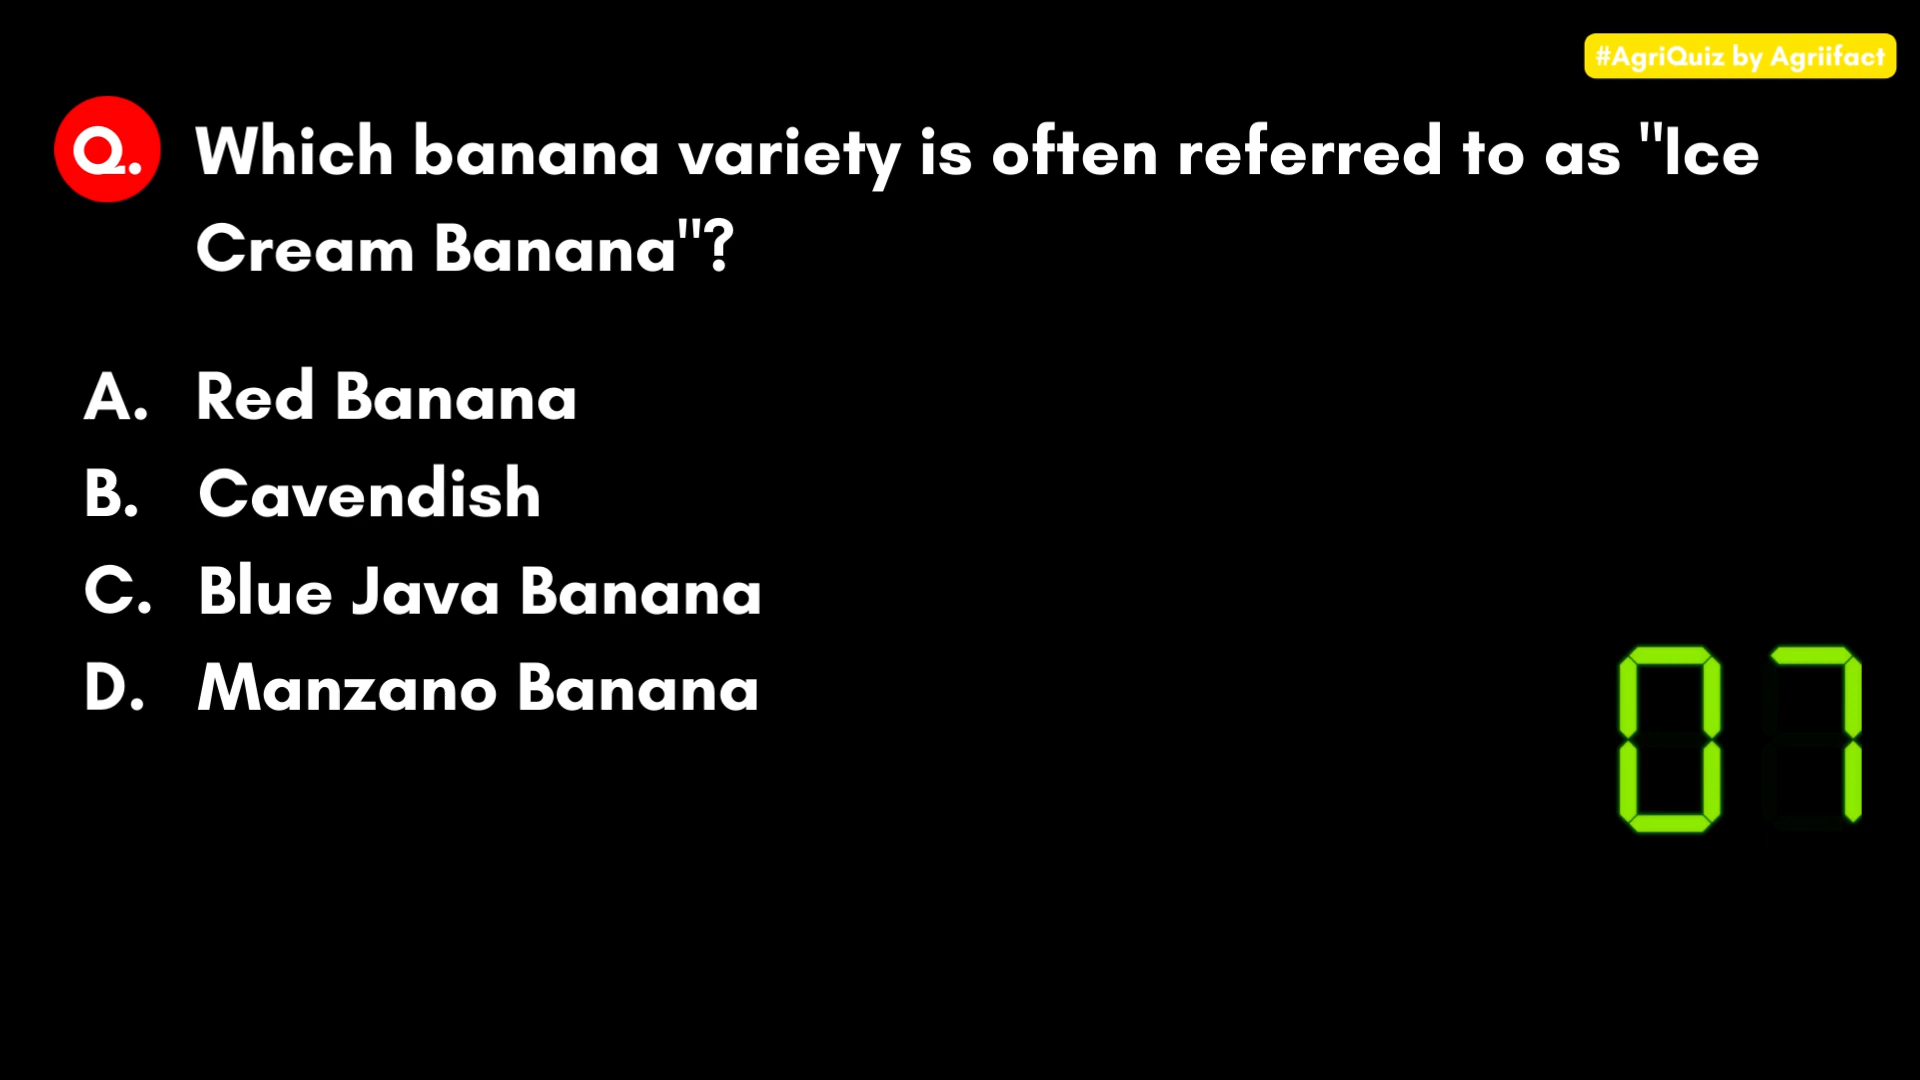 #AgriQuiz by Agriifact
Q. Which banana variety is often referred to as "Ice
Cream Banana"?
A. Red Banana
B. Cavendish
C. Blue Java Banana
D. Manzano Banana
07